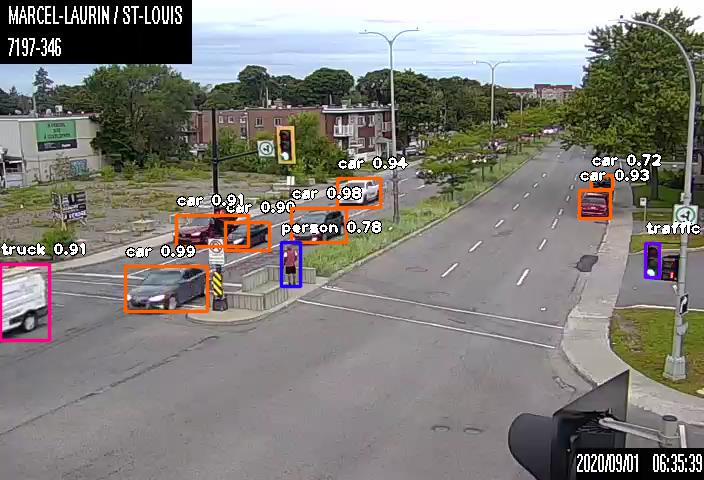 MARCEL-LAURIN / ST-LOUIS
7197-346
car 0.94
car 0.72
car 0.93
car 0.91
car 0.90
car 0.98
person 0.78
traffic
truck 0.91
car 0.99
2020/09/01 06:35:39